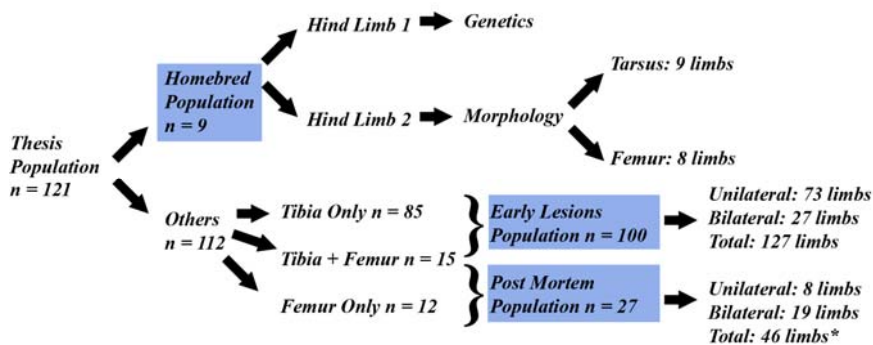 Thesis
Population
n = 121
Homebred
Population
n = 9
Hind Limb 1
Genetics
Hind Limb 2
Morphology
Tarsus: 9 limbs
Femur: 8 limbs
Others
n = 112
Tibia Only n = 85
Tibia + Femur n = 15
Femur Only n = 12
Early Lesions
Population n = 100
Unilateral: 73 limbs
Bilateral: 27 limbs
Total: 127 limbs
Post Mortem
Population n = 27
Unilateral: 8 limbs
Bilateral: 19 limbs
Total: 46 limbs*